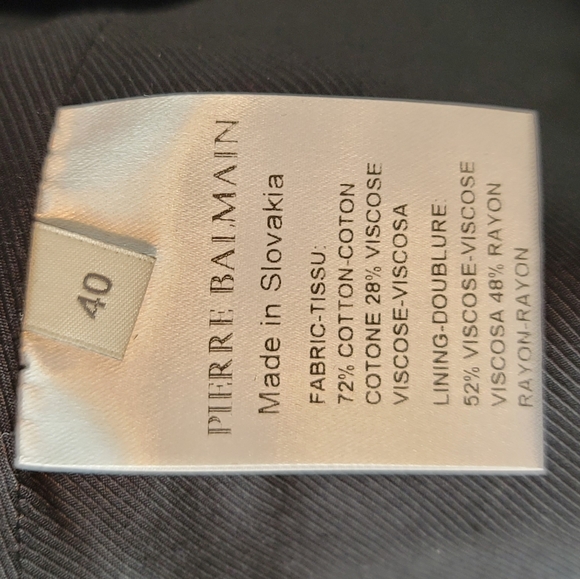 40
PIERRE BALMAIN
Made in Slovakia
FABRIC-TISSU:
72% COTTON-COTON
COTONE 28% VISCOSE
VISCOSE-VISCOSA
LINING-DOUBLURE:
52% VISCOSE-VISCOSE
VISCOSA 48% RAYON
RAYON-RAYON